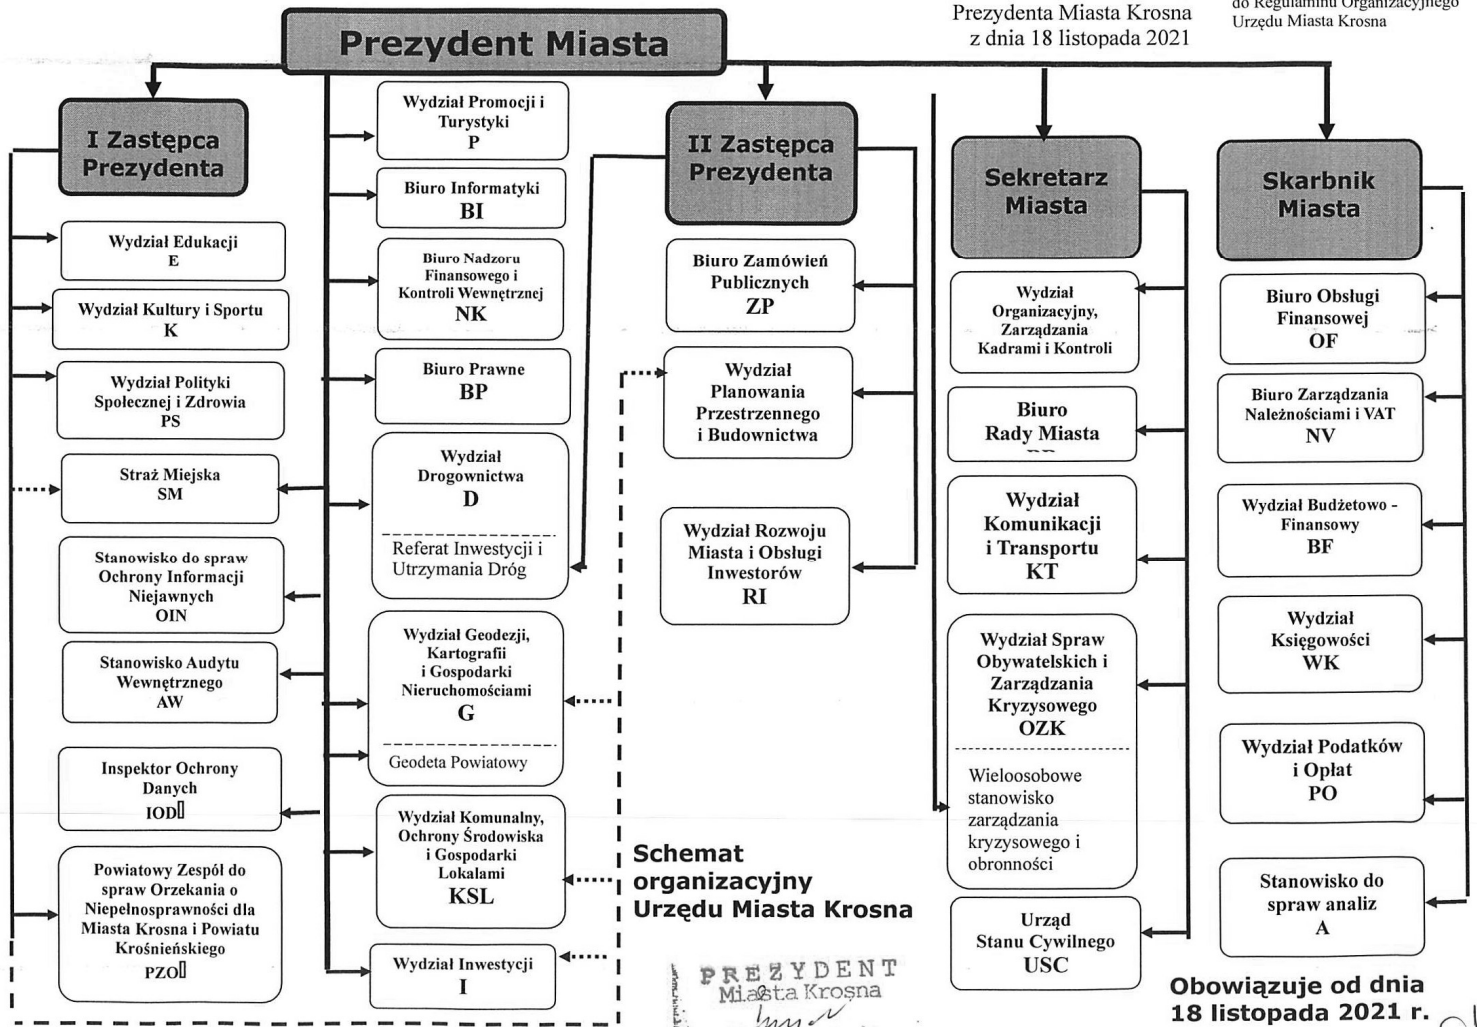 Prezydenta Miasta Krosna
z dnia 18 listopada 2021
do Regulaminu Organizacyjnego
Urzędu Miasta Krosna
Prezydent Miasta
I Zastępca
Prezydenta
Wydział Edukacji
E
Wydział Kultury i Sportu
K
Wydział Polityki
Społecznej i Zdrowia
PS
Straż Miejska
SM
Stanowisko do spraw
Ochrony Informacji
Niejawnych
OIN
Stanowisko Audytu
Wewnętrznego
AW
Inspektor Ochrony
Danych
IOD
Powiatowy Zespół do
spraw Orzekania o
Niepełnosprawności dla
Miasta Krosna i Powiatu
Krośnieńskiego
PZO
Wydział Promocji i
Turystyki
P
Biuro Informatyki
BI
Biuro Nadzoru
Finansowego i
Kontroli Wewnętrznej
NK
Biuro Prawne
BP
Wydział
Drogownictwa
D
Referat Inwestycji i
Utrzymania Dróg
Wydział Geodezji,
Kartografii
i Gospodarki
Nieruchomościami
G
Geodeta Powiatowy
Wydział Komunalny,
Ochrony Środowiska
i Gospodarki
Lokalami
KSL
Wydział Inwestycji
I
II Zastępca
Prezydenta
Biuro Zamówień
Publicznych
ZP
Wydział
Planowania
Przestrzennego
i Budownictwa
Wydział Rozwoju
Miasta i Obsługi
Inwestorów
RI
Sekretarz
Miasta
Wydział
Organizacyjny,
Zarządzania
Kadrami i Kontroli
Biuro
Rady Miasta
Wydział
Komunikacji
i Transportu
KT
Wydział Spraw
Obywatelskich i
Zarządzania
Kryzysowego
OZK
Wieloosobowe
stanowisko
zarządzania
kryzysowego i
obronności
Urząd
Stanu Cywilnego
USC
Skarbnik
Miasta
Biuro Obsługi
Finansowej
OF
Biuro Zarządzania
Należnościami i VAT
NV
Wydział Budżetowo -
Finansowy
BF
Wydział
Księgowości
WK
Wydział Podatków
i Opłat
PO
Stanowisko do
spraw analiz
A
Schemat
organizacyjny
Urzędu Miasta Krosna
PREZYDENT
Miasta Krosna
Obowiązuje od dnia
18 listopada 2021 r.